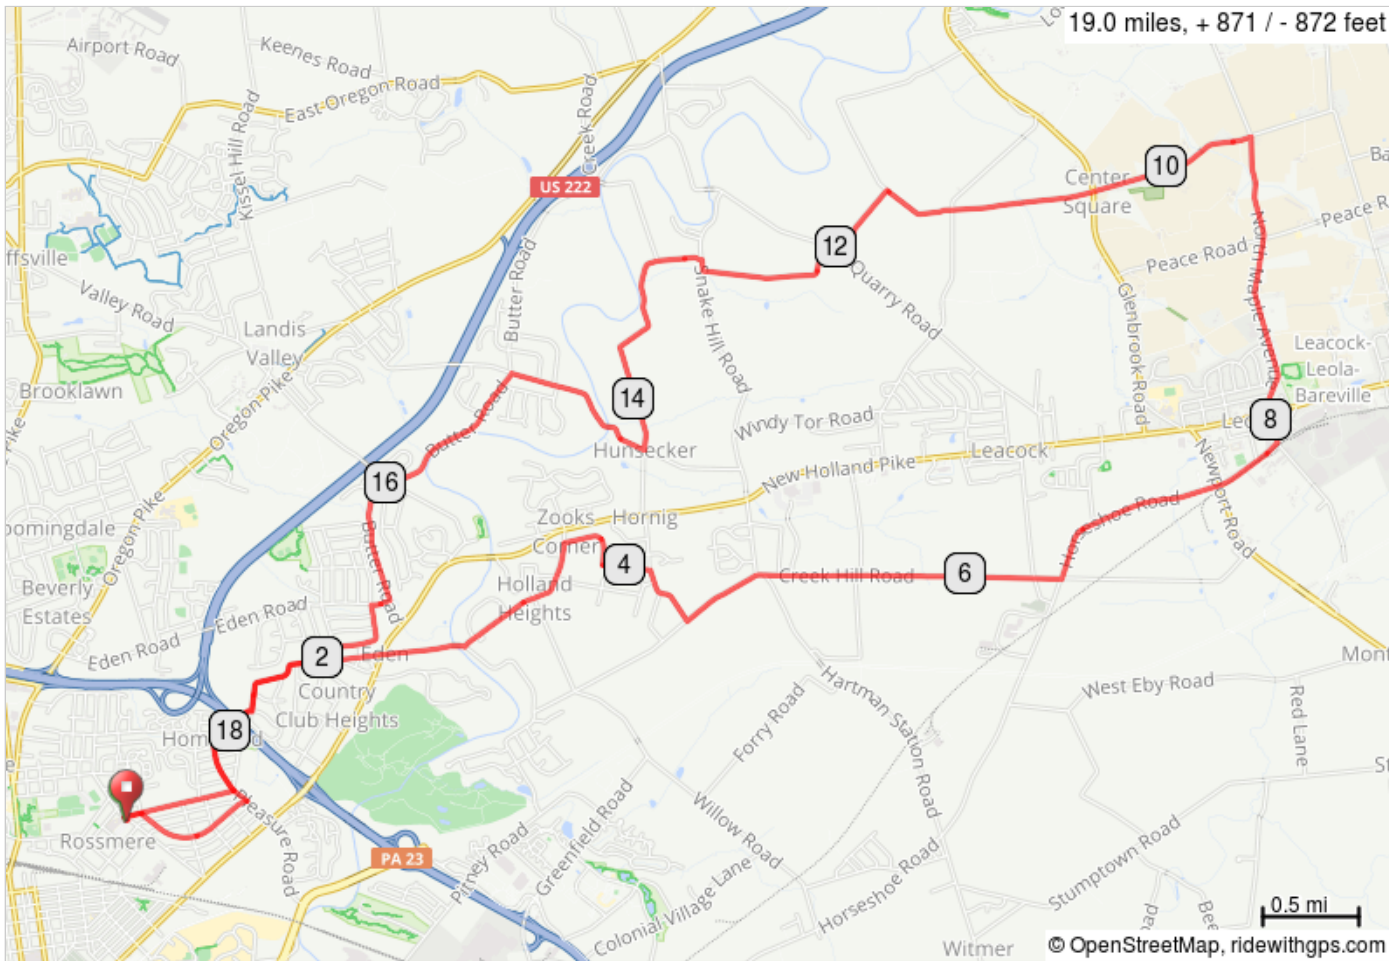 19.0 miles, + 871 / - 872 feet
Airport Road
Keenes Road
East Oregon Road
Kissel Hill Road
Creek Road
US 222
10
Center
Square
Peace Road
North Maple Avenue
ffsville
Valley Road
Butter Road
12
Quarry Road
Snake Hill Road
Glenbrook Road
Landis
Valley
Oregon Pike
Brooklawn
Leacock-
Leola-
Bareville
14
Windy Tor Road
8
Butter Road
Hunsecker
Leacock
New Holland Pike
Newport Road
16
Zooks
Corner
Hornig
Horseshoe Road
oomingdale
Oregon Pike
Butter Road
4
Creek Hill Road
6
Holland
Heights
Beverly
Estates
Eden Road
Eden Road
2
Eden
Country
Club Heights
Hartman Station Road
West Eby Road
Red Lane
Forry Road
18
Pleasure Road
Rossmere
PA 23
Pitney Road
Greenfield Road
Willow Road
Colonial Village Lane
Horseshoe Road
Stumptown Road
Witmer
0.5 mi
© OpenStreetMap, ridewithgps.com